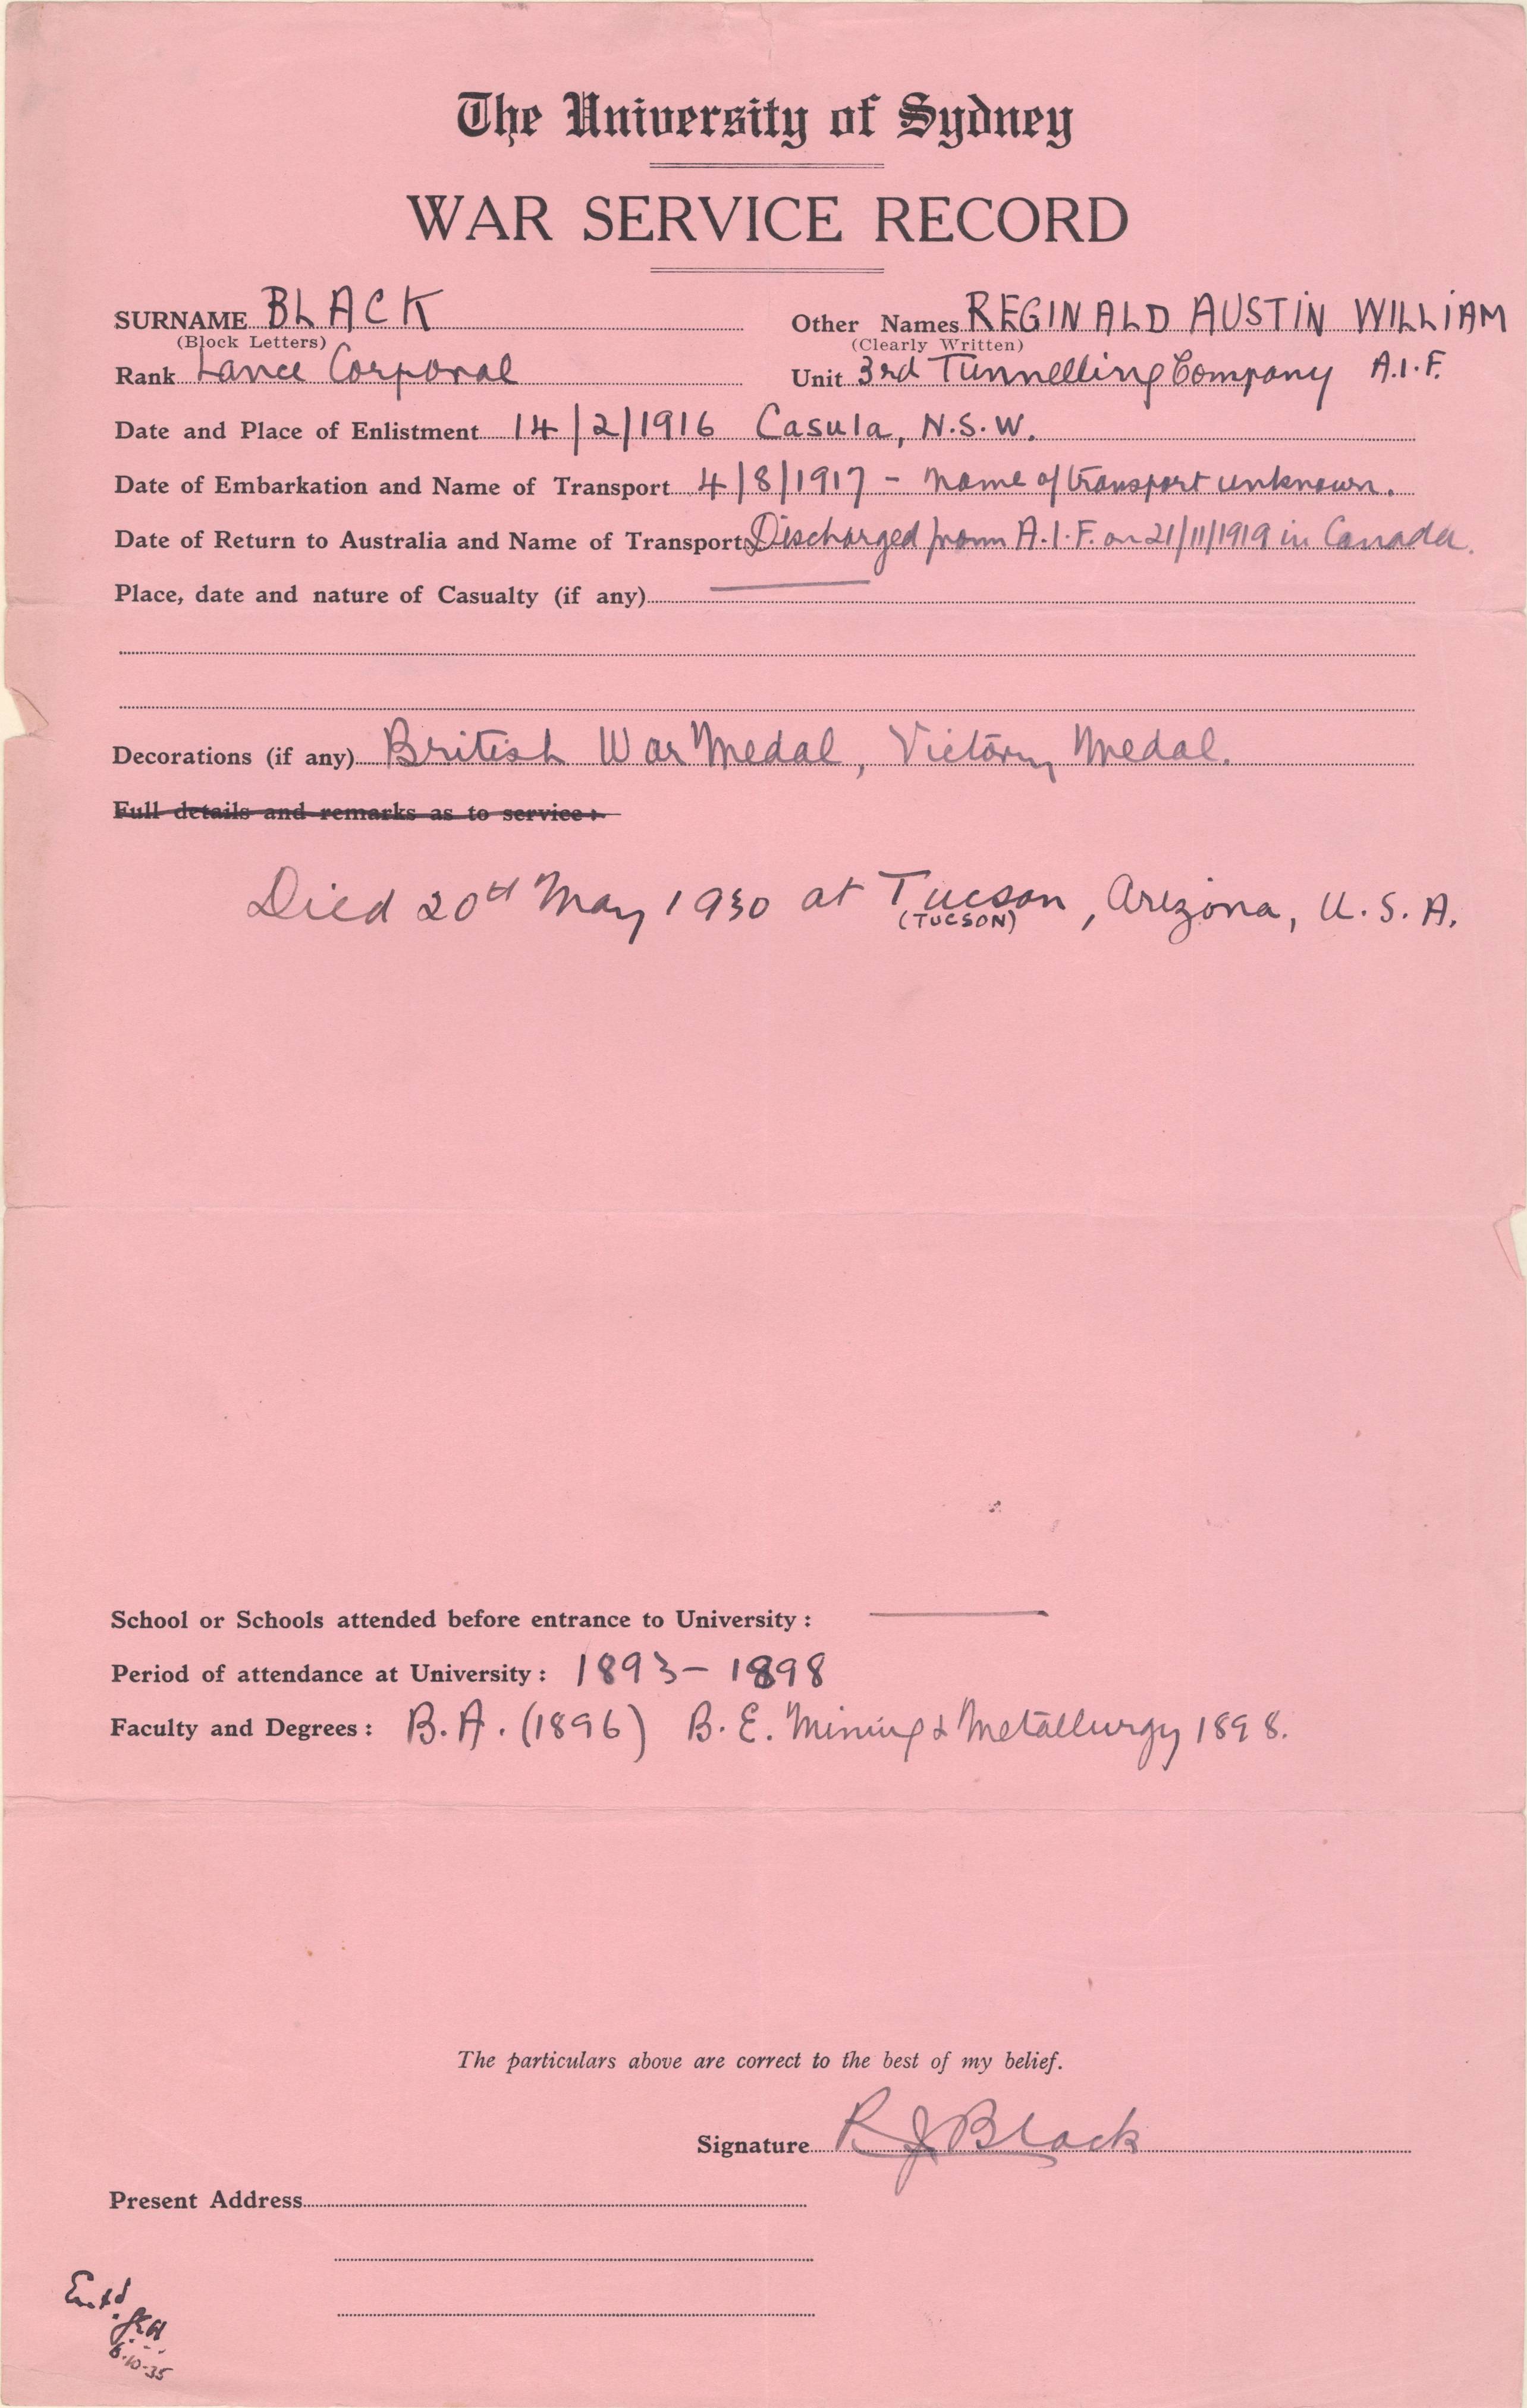 The University of Sydney
WAR SERVICE RECORD
SURNAME BLACK Other Names REGINALD AUSTIN WILLIAM
(Block Letters) (Clearly Written)
Rank Lance Corporal Unit 3rd Tunnelling Company A.I.F.
Date and Place of Enlistment 14/2/1916 Casula, N.S.W.
Date of Embarkation and Name of Transport 4/8/1917 - name of transport unknown.
Date of Return to Australia and Name of Transport Discharged from A.I.F. on 21/11/1919 in Canada.
Place, date and nature of Casualty (if any)
Decorations (if any) British War Medal, Victory Medal.
Full details and remarks as to service:
Died 20th May 1930 at Tucson, Arizona, U.S.A.
(TUCSON)
School or Schools attended before entrance to University:
Period of attendance at University: 1893-1898
Faculty and Degrees: B.A. (1896) B.E. Mining & Metallurgy 1898.
The particulars above are correct to the best of my belief.
Signature R J Black
Present Address
Entd
6-10-35